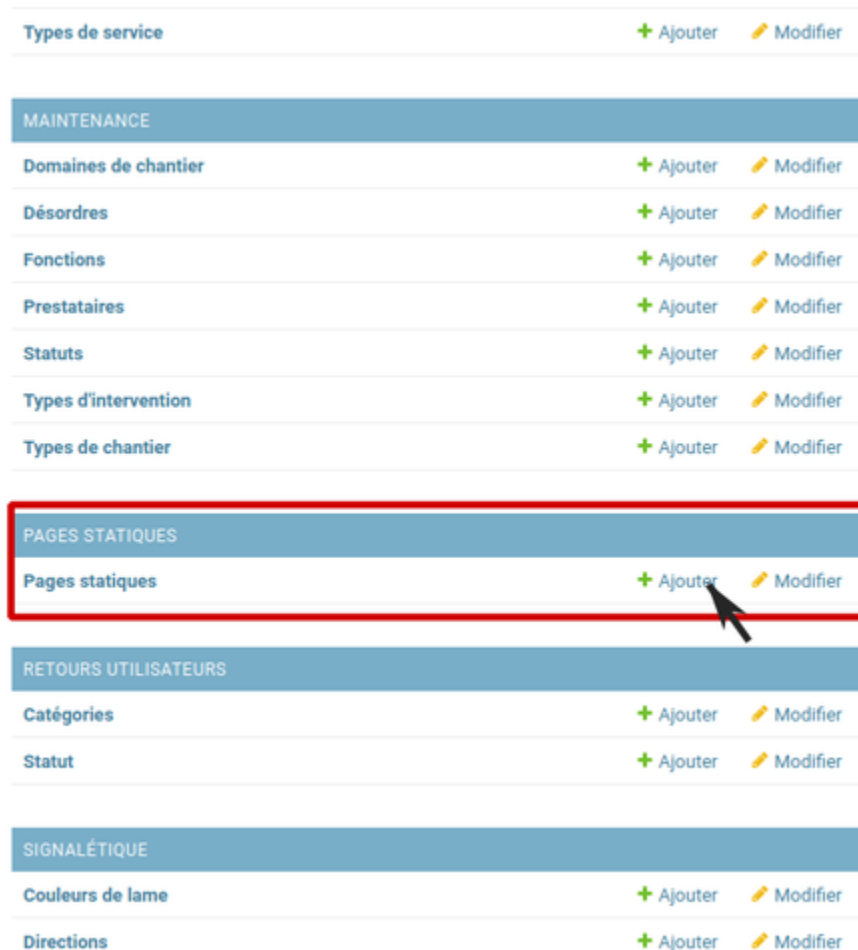 Types de service Ajouter Modifier
MAINTENANCE
Domaines de chantier Ajouter Modifier
Désordres Ajouter Modifier
Fonctions Ajouter Modifier
Prestataires Ajouter Modifier
Statuts Ajouter Modifier
Types d'intervention Ajouter Modifier
Types de chantier Ajouter Modifier
PAGES STATIQUES
Pages statiques Ajouter Modifier
RETOURS UTILISATEURS
Catégories Ajouter Modifier
Statut Ajouter Modifier
SIGNALÉTIQUE
Couleurs de lame Ajouter Modifier
Directions Ajouter Modifier